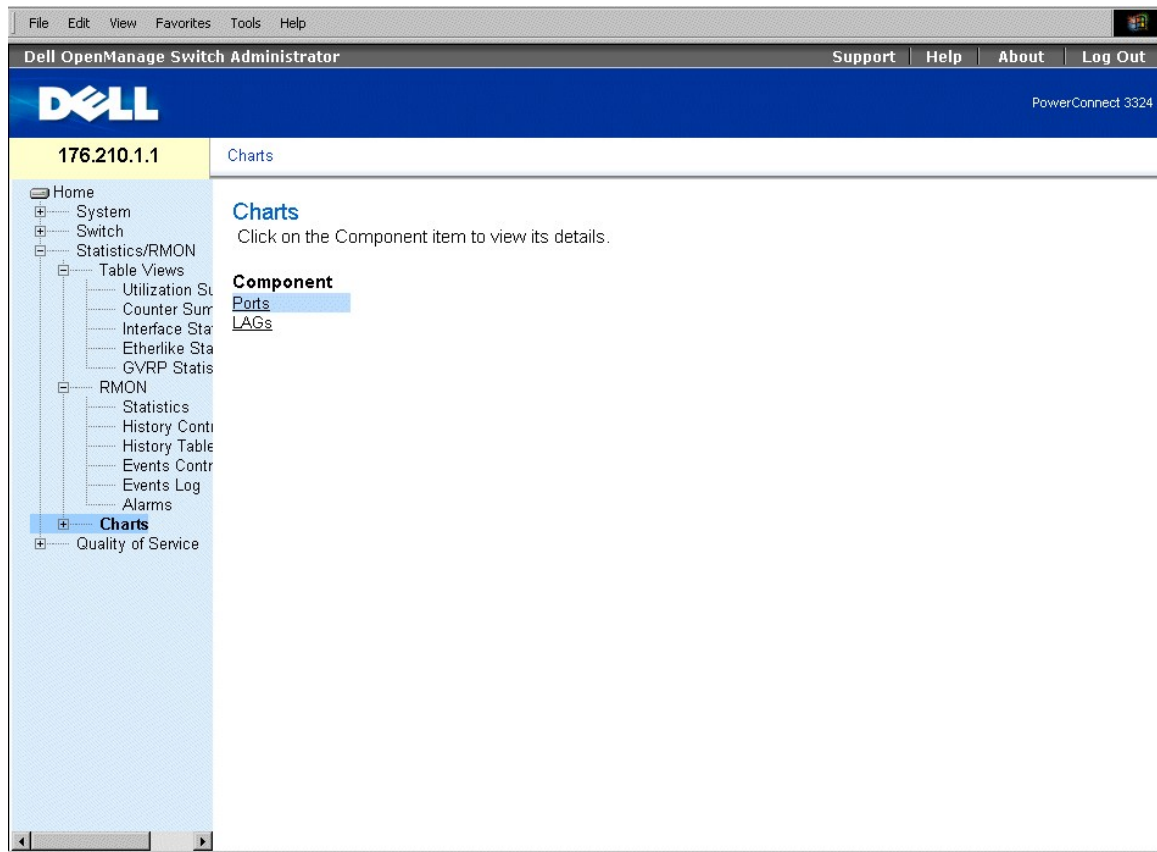 File Edit View Favorites Tools Help
Dell OpenManage Switch Administrator Support Help About Log Out
DELL
PowerConnect 3324
176.210.1.1
Charts
Home
System
Switch
Statistics/RMON
Table Views
Utilization Su
Counter Sum
Interface Sta
Etherlike Sta
GVRP Statis
RMON
Statistics
History Contr
History Table
Events Contr
Events Log
Alarms
Charts
Quality of Service
Charts
Click on the Component item to view its details.
Component
Ports
LAGs